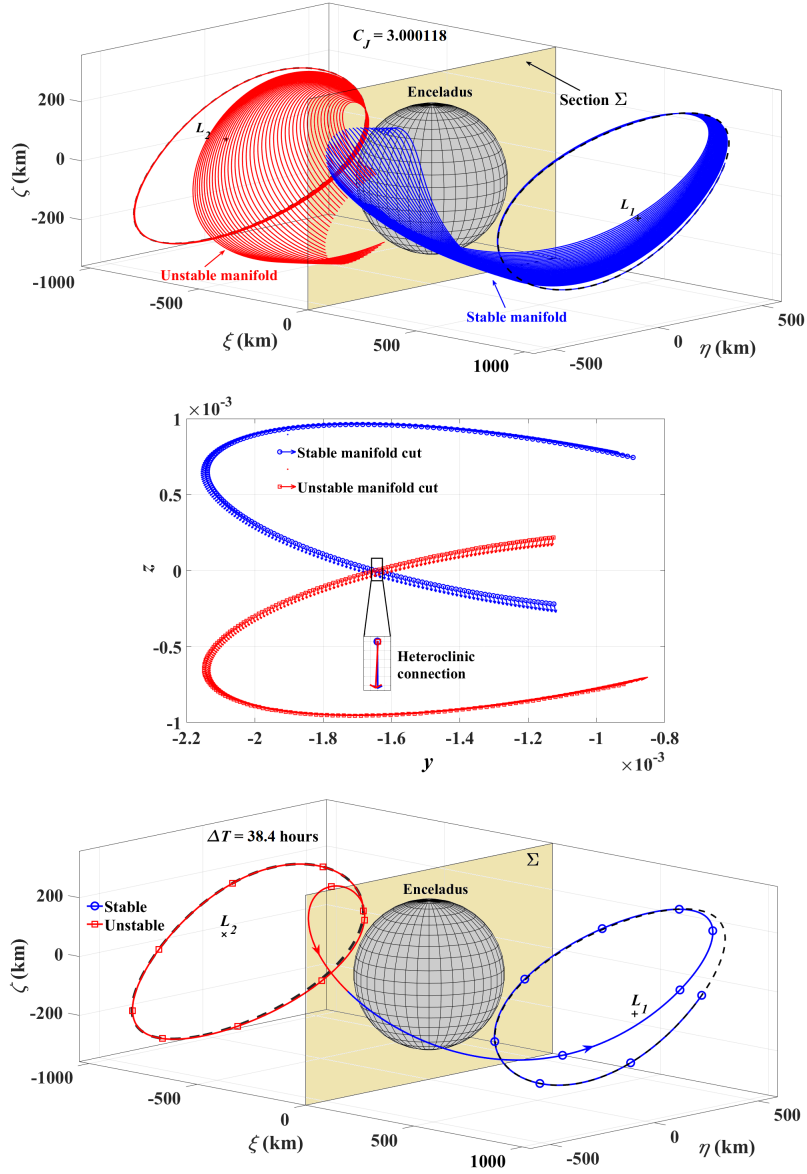 C_J = 3.000118
Enceladus
Section Σ
L_2
L_1
200
0
-200
ζ (km)
Unstable manifold
Stable manifold
-1000
-500
0
500
1000
ξ (km)
-500
0
500
η (km)
×10^-3
1
0.5
0
-0.5
-1
z
Stable manifold cut
Unstable manifold cut
Heteroclinic
connection
-2.2
-2
-1.8
-1.6
-1.4
-1.2
-1
-0.8
y
×10^-3
ΔT = 38.4 hours
Σ
Enceladus
Stable
Unstable
L_2
L_1
200
0
-200
ζ (km)
-1000
-500
0
500
1000
ξ (km)
-500
0
500
η (km)